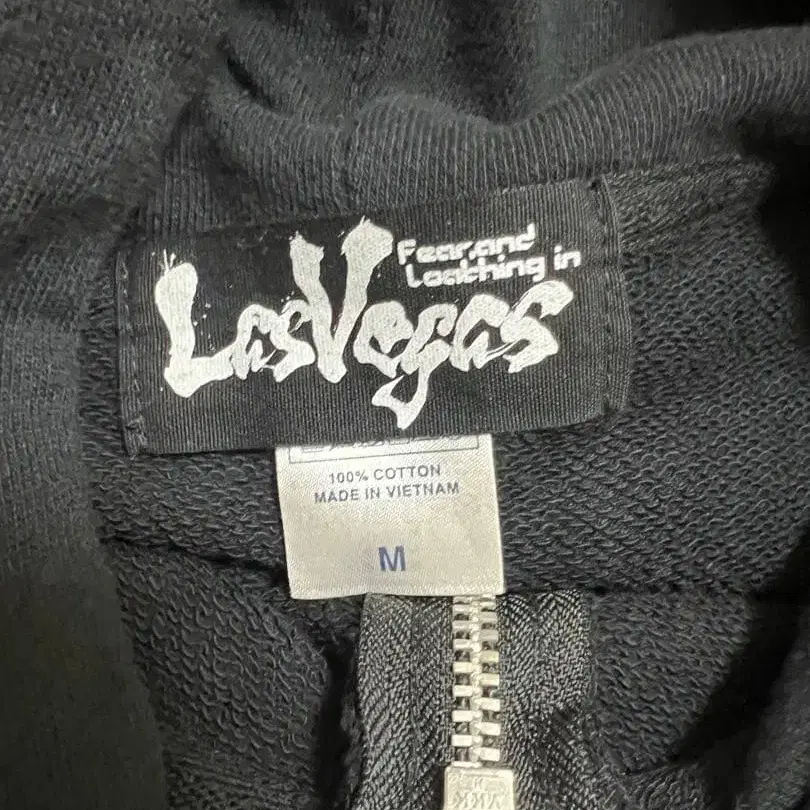 Fear,and
Loathing in
LasVegas
100% COTTON
MADE IN VIETNAM
M